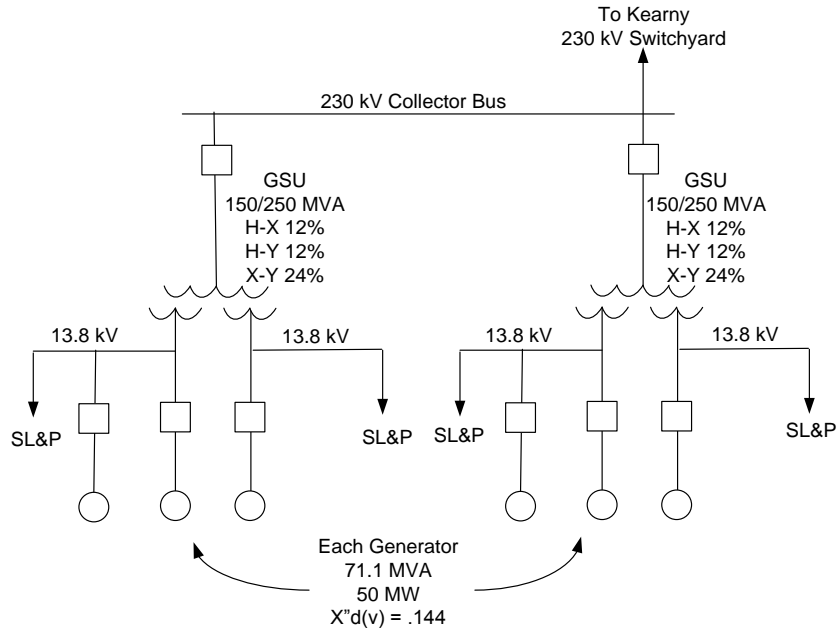 To Kearny
230 kV Switchyard
230 kV Collector Bus
GSU
150/250 MVA
H-X 12%
H-Y 12%
X-Y 24%
GSU
150/250 MVA
H-X 12%
H-Y 12%
X-Y 24%
13.8 kV
13.8 kV
13.8 kV
13.8 kV
SL&P
SL&P
SL&P
SL&P
Each Generator
71.1 MVA
50 MW
X"d(v) = .144